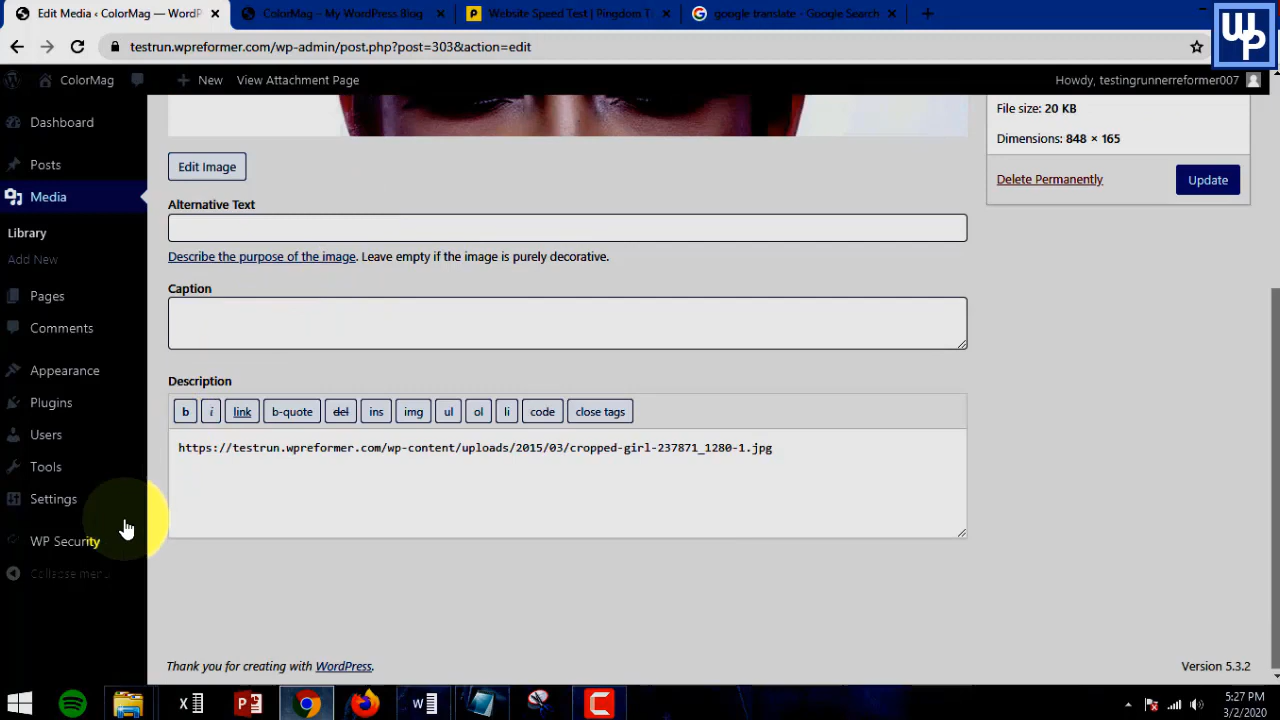 Edit Media ‹ ColorMag — WordP
ColorMag – My WordPress Blog
Website Speed Test | Pingdom T
google translate - Google Search
WP
testrun.wpreformer.com/wp-admin/post.php?post=303&action=edit
ColorMag
New
View Attachment Page
Howdy, testingrunnerreformer007
Dashboard
Posts
Media
Library
Add New
Pages
Comments
Appearance
Plugins
Users
Tools
Settings
WP Security
Collapse menu
Edit Image
Alternative Text
Describe the purpose of the image. Leave empty if the image is purely decorative.
Caption
Description
b
i
link
b-quote
del
ins
img
ul
ol
li
code
close tags
https://testrun.wpreformer.com/wp-content/uploads/2015/03/cropped-girl-237871_1280-1.jpg
File size: 20 KB
Dimensions: 848 × 165
Delete Permanently
Update
Thank you for creating with WordPress.
Version 5.3.2
5:27 PM
3/2/2020